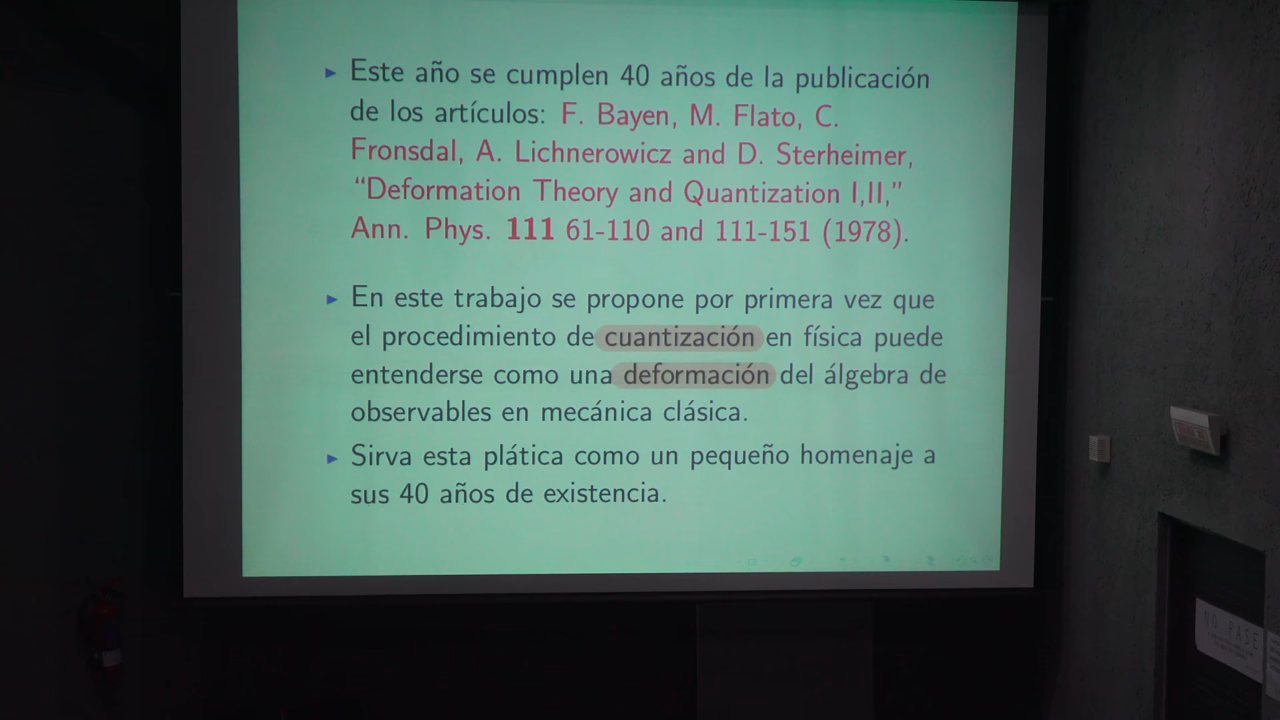 Este año se cumplen 40 años de la publicación
de los artículos: F. Bayen, M. Flato, C.
Fronsdal, A. Lichnerowicz and D. Sterheimer,
“Deformation Theory and Quantization I,II,”
Ann. Phys. 111 61-110 and 111-151 (1978).
En este trabajo se propone por primera vez que
el procedimiento de cuantización en física puede
entenderse como una deformación del álgebra de
observables en mecánica clásica.
Sirva esta plática como un pequeño homenaje a
sus 40 años de existencia.
NO PASE